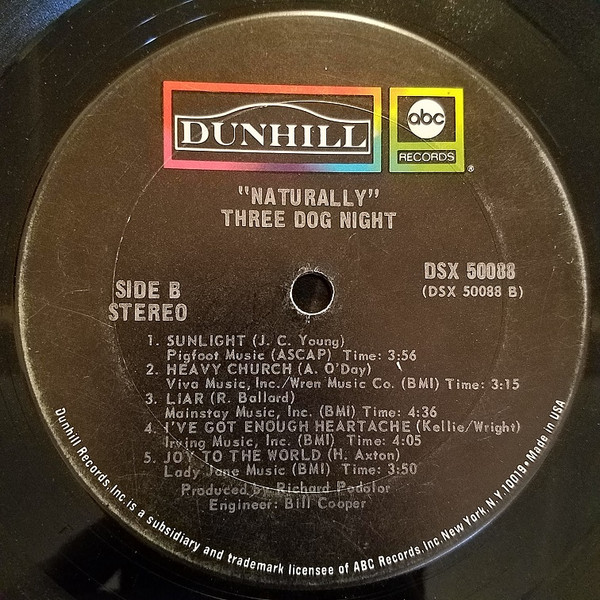 DUNHILL
abc
RECORDS
®
"NATURALLY"
THREE DOG NIGHT
SIDE B
STEREO
DSX 50088
(DSX 50088 B)
1. SUNLIGHT (J. C. Young)
Pigfoot Music (ASCAP) Time: 3:56
2. HEAVY CHURCH (A. O'Day)
Viva Music, Inc./Wren Music Co. (BMI) Time: 3:15
3. LIAR (R. Ballard)
Mainstay Music, Inc. (BMI) Time: 4:36
4. I'VE GOT ENOUGH HEARTACHE (Kellie/Wright)
Irving Music, Inc. (BMI) Time: 4:05
5. JOY TO THE WORLD (H. Axton)
Lady Jane Music (BMI) Time: 3:50
Produced by Richard Podolor
Engineer: Bill Cooper
Dunhill Records, Inc. is a subsidiary and trademark licensee of ABC Records, Inc. New York, N.Y. 10019 • Made in USA